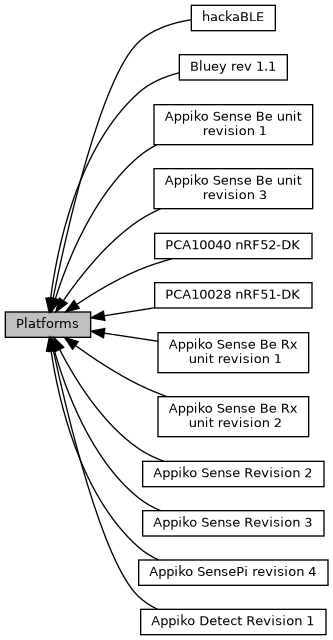 hackaBLE
Bluey rev 1.1
Appiko Sense Be unit
revision 1
Appiko Sense Be unit
revision 3
PCA10040 nRF52-DK
PCA10028 nRF51-DK
Platforms
Appiko Sense Be Rx
unit revision 1
Appiko Sense Be Rx
unit revision 2
Appiko Sense Revision 2
Appiko Sense Revision 3
Appiko SensePi revision 4
Appiko Detect Revision 1